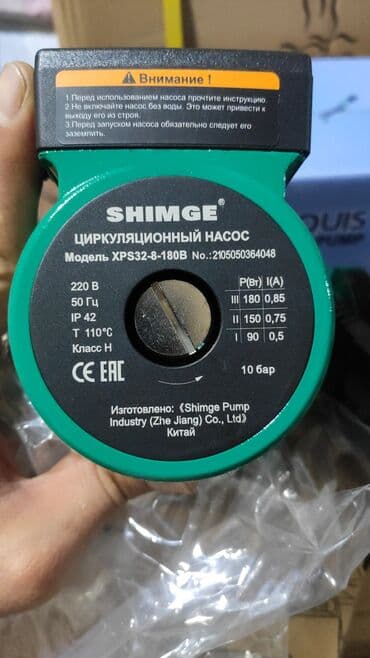 Внимание !
1.Перед использованием насоса прочтите инструкцию.
2.Не включайте насос без воды. Это может привести к
выходу его из строя.
3.Перед запуском насоса обязательно следует его
заземлить.
SHIMGE®
ЦИРКУЛЯЦИОННЫЙ НАСОС
Модель XPS32-8-180B No.:2105050364048
220 В
50 Гц
IP 42
T 110°C
Класс H
P(Вт) I(A)
III 180 0,85
II 150 0,75
I 90 0,5
CE EAC
10 бар
Изготовлено:《Shimge Pump
Industry (Zhe Jiang) Co., Ltd》
Китай
OUIS
PUMP